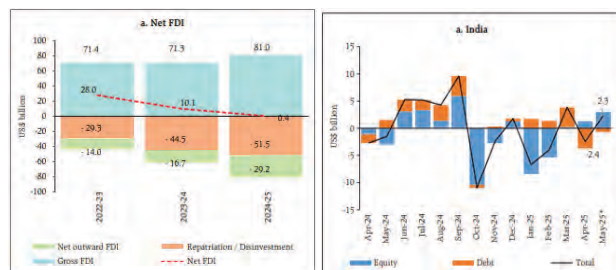 a. Net FDI
US$ billions
100
80
60
40
20
0
-20
-40
-60
-80
-100
71.4
71.3
81.0
28.0
10.1
0.4
- 29.3
- 44.5
- 51.5
- 14.0
- 16.7
- 29.2
2022-23
2023-24
2024-25
Net outward FDI
Repatriation / Disinvestment
Gross FDI
Net FDI
a. India
US$ billion
15
10
5
0
-5
-10
-15
2.3
-2.4
Apr-24
May-24
Jun-24
Jul-24
Aug-24
Sep-24
Oct-24
Nov-24
Dec-24
Jan-25
Feb-25
Mar-25
Apr-25
May-25*
Equity
Debt
Total